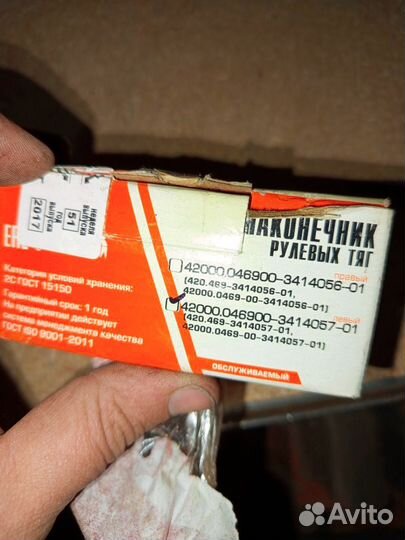 НАКОНЕЧНИК
РУЛЕВЫХ ТЯГ
правый
42000.046900-3414056-01
(420.469-3414056-01,
42000.0469-00-3414056-01)
левый
42000.046900-3414057-01
(420.469-3414057-01,
42000.0469-00-3414057-01)
ОБСЛУЖИВАЕМЫЙ
неделя
выпуска
51
год
выпуска
2017
Категория условий хранения:
2С ГОСТ 15150
Гарантийный срок: 1 год
На предприятии действует
система менеджмента качества
ГОСТ ISO 9001-2011
Avito